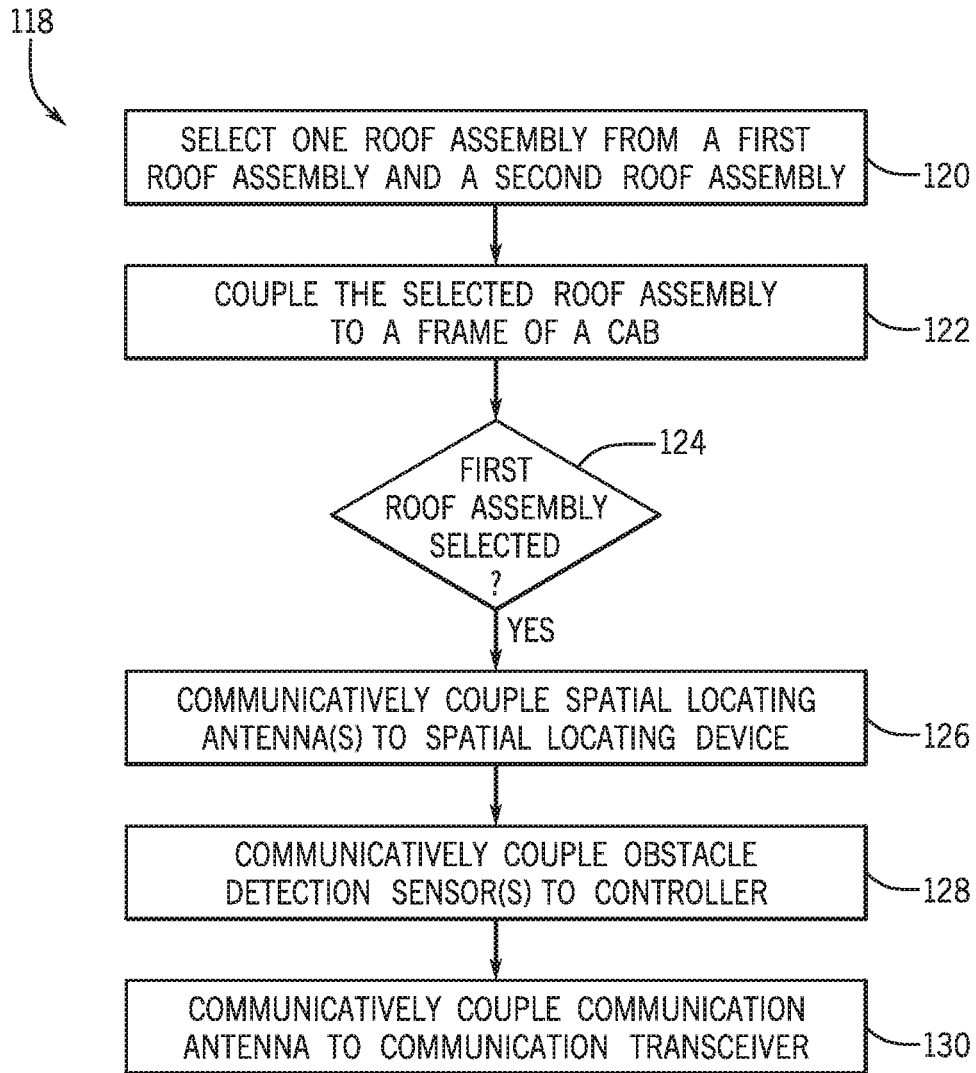 118
SELECT ONE ROOF ASSEMBLY FROM A FIRST
ROOF ASSEMBLY AND A SECOND ROOF ASSEMBLY
120
COUPLE THE SELECTED ROOF ASSEMBLY
TO A FRAME OF A CAB
122
124
FIRST
ROOF ASSEMBLY
SELECTED
?
YES
COMMUNICATIVELY COUPLE SPATIAL LOCATING
ANTENNA(S) TO SPATIAL LOCATING DEVICE
126
COMMUNICATIVELY COUPLE OBSTACLE
DETECTION SENSOR(S) TO CONTROLLER
128
COMMUNICATIVELY COUPLE COMMUNICATION
ANTENNA TO COMMUNICATION TRANSCEIVER
130